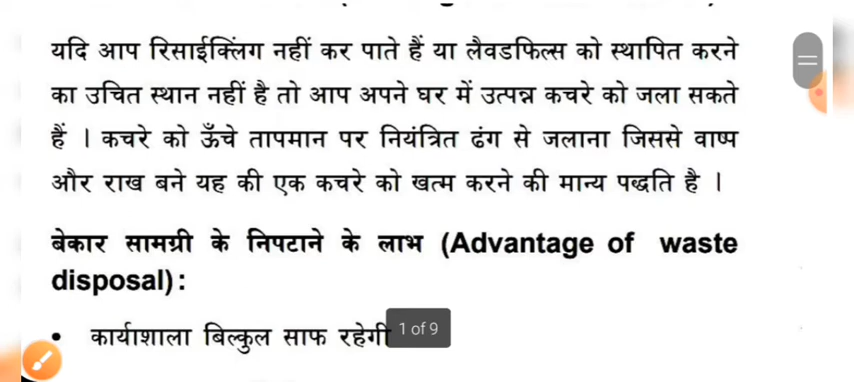 यदि आप रिसाईक्लिंग नहीं कर पाते हैं या लैवडफिल्स को स्थापित करने
का उचित स्थान नहीं है तो आप अपने घर में उत्पन्न कचरे को जला सकते
हैं । कचरे को ऊँचे तापमान पर नियंत्रित ढंग से जलाना जिससे वाष्प
और राख बने यह की एक कचरे को खत्म करने की मान्य पद्धति है ।
बेकार सामग्री के निपटाने के लाभ (Advantage of waste
disposal) :
• कार्याशाला बिल्कुल साफ रहेगी
1 of 9